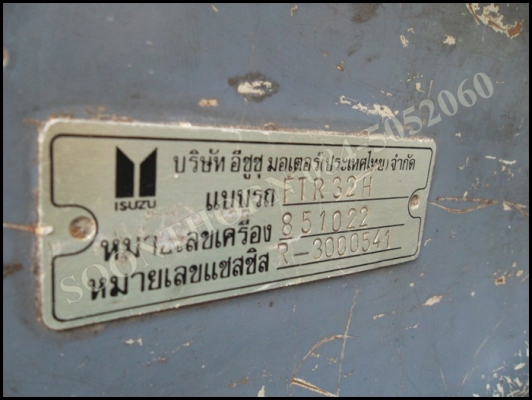 บริษัท อีซูซุ มอเตอร์(ประเทศไทย)จำกัด
ISUZU
แบบรถ FTR32H
หมายเลขเครื่อง 851022
หมายเลขแชสซิส R-3000541
5052060